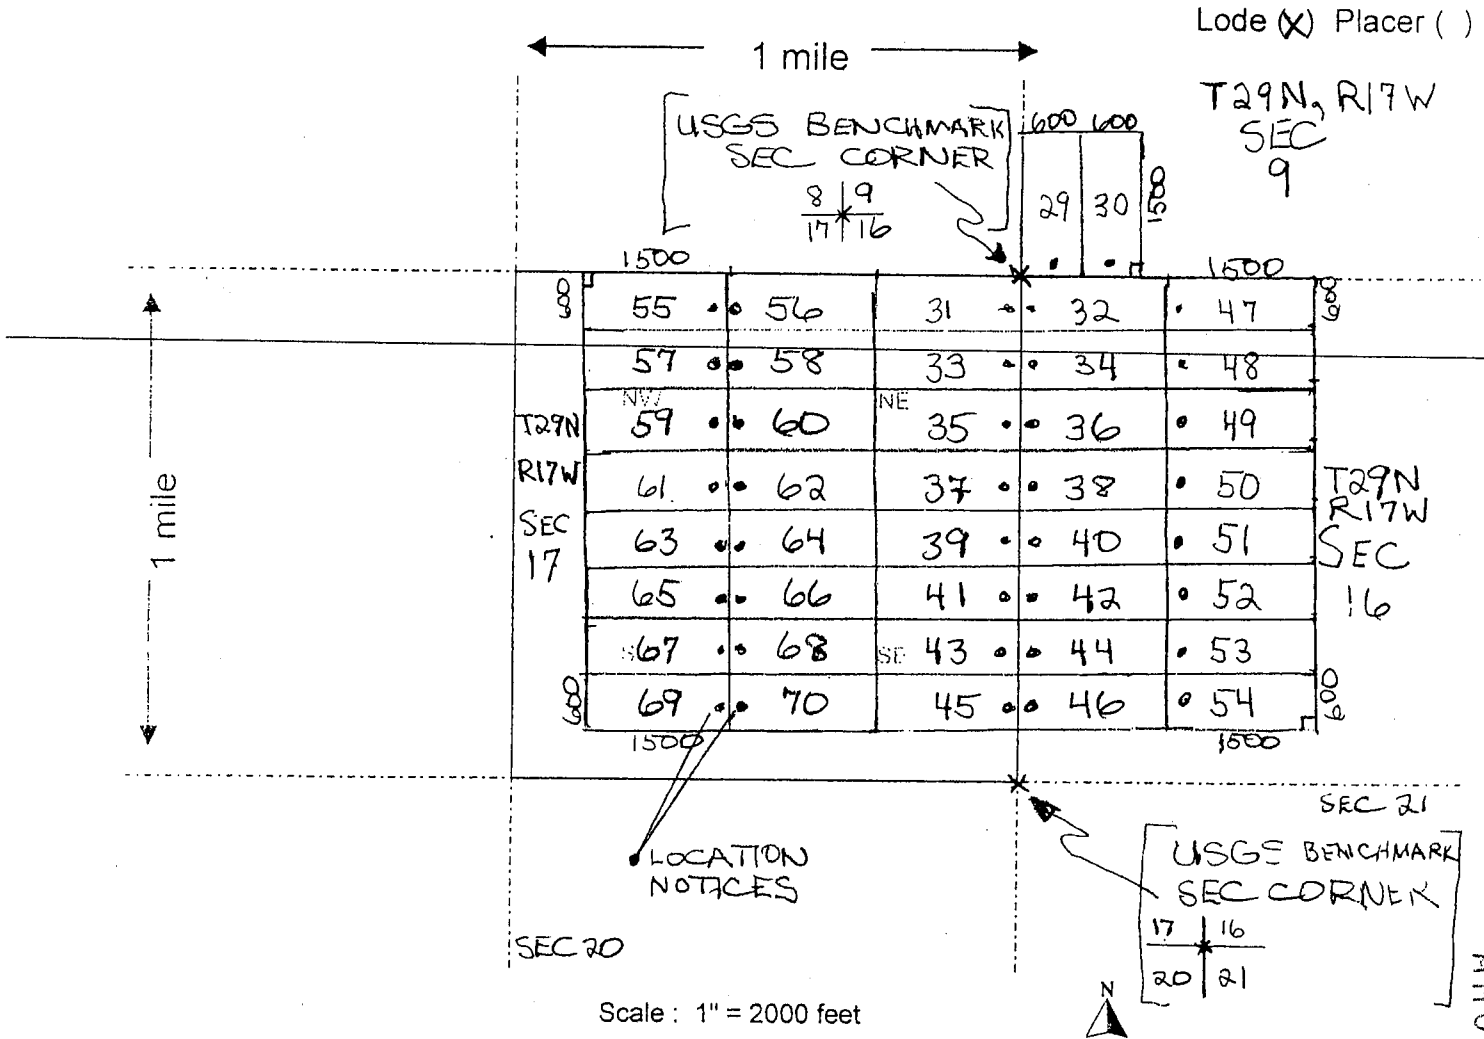 Lode (X) Placer ( )
1 mile
T29N, R17W
SEC
9
USGS BENCHMARK
SEC CORNER
8 9
17 16
600 600
29 30 1500
1500 1500
600 55 56 31 32 47 600
57 58 33 34 48
NW NE
T29N 59 60 35 36 49
R17W 61 62 37 38 50 T29N
R17W
SEC 63 64 39 40 51 SEC
17 65 66 41 42 52 16
1 mile
67 68 SE 43 44 53
600 69 70 45 46 54 600
1500 1500
SEC 21
LOCATION
NOTICES
USGS BENCHMARK
SEC CORNER
17 16
20 21
SEC 20
N
Scale : 1" = 2000 feet